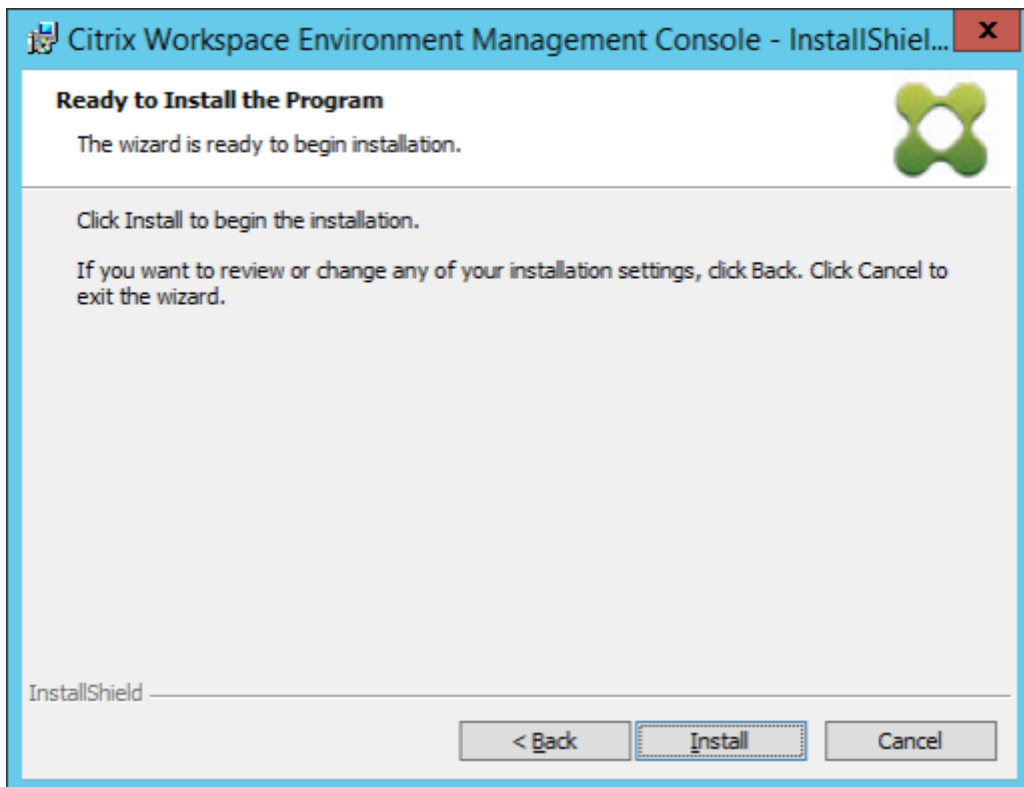 Citrix Workspace Environment Management Console - InstallShiel...
x
Ready to Install the Program
The wizard is ready to begin installation.
Click Install to begin the installation.
If you want to review or change any of your installation settings, click Back. Click Cancel to
exit the wizard.
InstallShield
< Back
Install
Cancel